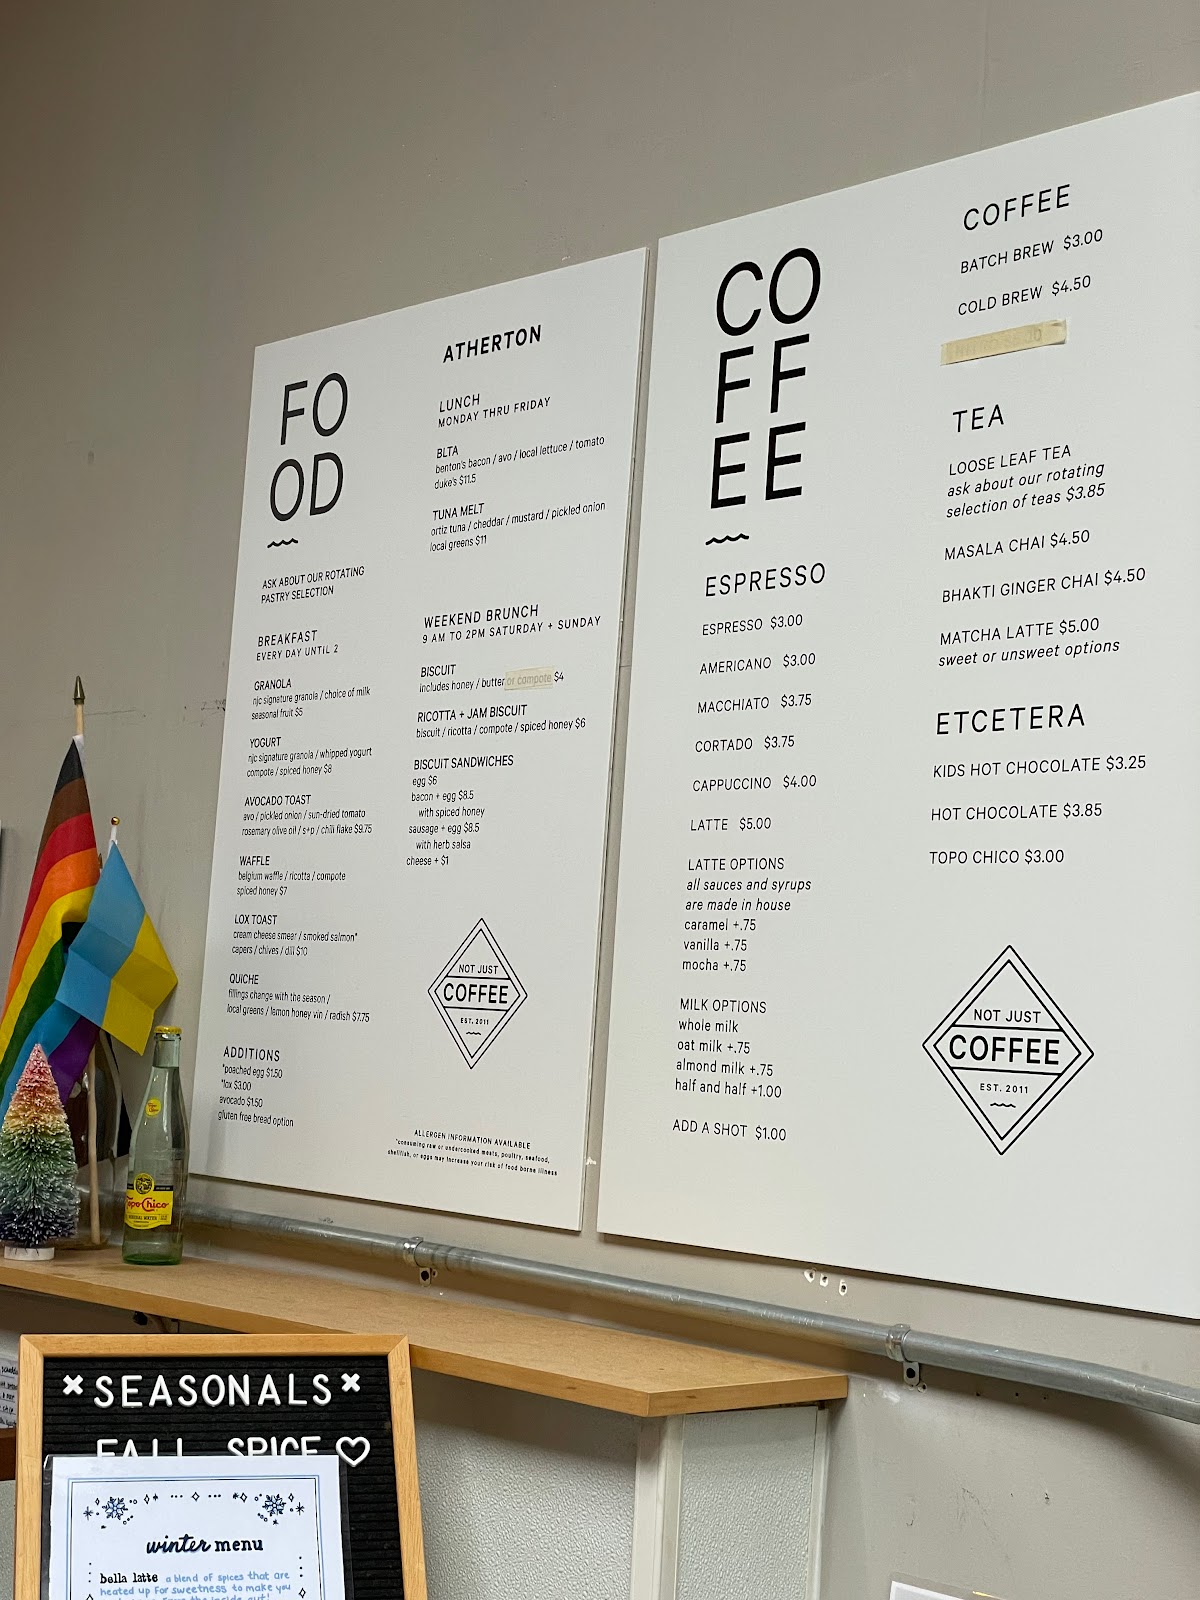 FO
OD
ASK ABOUT OUR ROTATING
PASTRY SELECTION
BREAKFAST
EVERY DAY UNTIL 2
GRANOLA
njc signature granola / choice of milk
seasonal fruit $5
YOGURT
njc signature granola / whipped yogurt
compote / spiced honey $8
AVOCADO TOAST
avo / pickled onion / sun-dried tomato
rosemary olive oil / s+p / chili flake $9.75
WAFFLE
belgium waffle / ricotta / compote
spiced honey $7
LOX TOAST
cream cheese smear / smoked salmon*
capers / chives / dill $10
QUICHE
fillings change with the season /
local greens / lemon honey vin / radish $7.75
ADDITIONS
*poached egg $1.50
*lox $3.00
avocado $1.50
gluten free bread option
ATHERTON
LUNCH
MONDAY THRU FRIDAY
BLTA
benton's bacon / avo / local lettuce / tomato
duke's $11.5
TUNA MELT
ortiz tuna / cheddar / mustard / pickled onion
local greens $11
WEEKEND BRUNCH
9 AM TO 2PM SATURDAY + SUNDAY
BISCUIT
includes honey / butter or compote $4
RICOTTA + JAM BISCUIT
biscuit / ricotta / compote / spiced honey $6
BISCUIT SANDWICHES
egg $6
bacon + egg $8.5
with spiced honey
sausage + egg $8.5
with herb salsa
cheese + $1
NOT JUST
COFFEE
EST. 2011
ALLERGEN INFORMATION AVAILABLE
*consuming raw or undercooked meats, poultry, seafood,
shellfish, or eggs may increase your risk of food borne illness
CO
FF
EE
ESPRESSO
ESPRESSO $3.00
AMERICANO $3.00
MACCHIATO $3.75
CORTADO $3.75
CAPPUCCINO $4.00
LATTE $5.00
LATTE OPTIONS
all sauces and syrups
are made in house
caramel +.75
vanilla +.75
mocha +.75
MILK OPTIONS
whole milk
oat milk +.75
almond milk +.75
half and half +1.00
ADD A SHOT $1.00
COFFEE
BATCH BREW $3.00
COLD BREW $4.50
TEA
LOOSE LEAF TEA
ask about our rotating
selection of teas $3.85
MASALA CHAI $4.50
BHAKTI GINGER CHAI $4.50
MATCHA LATTE $5.00
sweet or unsweet options
ETCETERA
KIDS HOT CHOCOLATE $3.25
HOT CHOCOLATE $3.85
TOPO CHICO $3.00
NOT JUST
COFFEE
EST. 2011
Topo Chico
SEASONALS
FALL SPICE
winter menu
bella latte a blend of spices that are
heated up for sweetness to make you